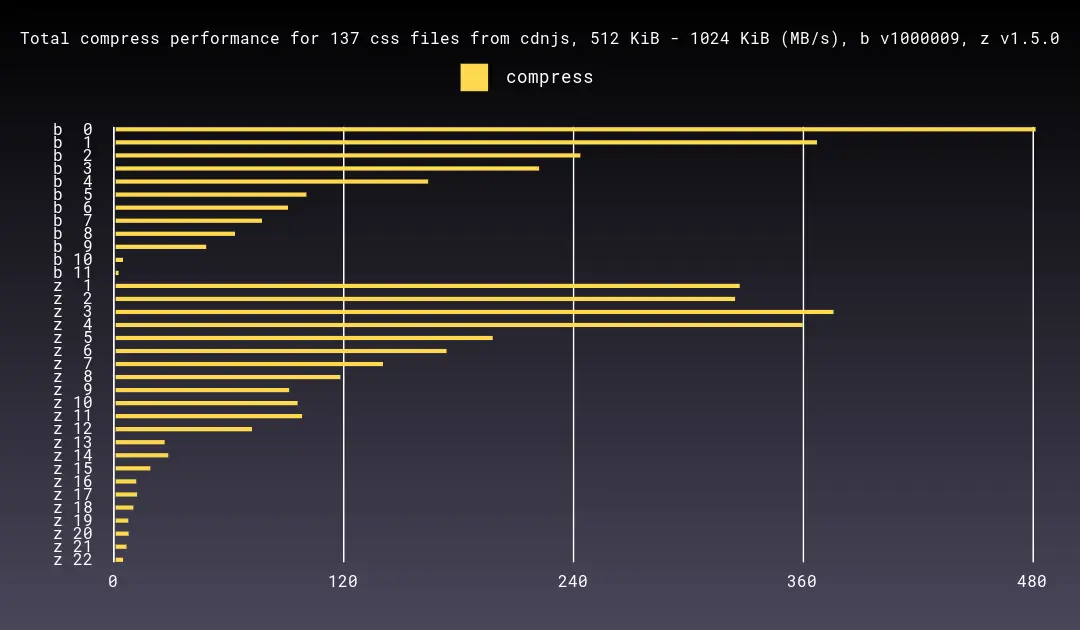 Total compress performance for 137 css files from cdnjs, 512 KiB - 1024 KiB (MB/s), b v1000009, z v1.5.0
compress
b  0
b  1
b  2
b  3
b  4
b  5
b  6
b  7
b  8
b  9
b 10
b 11
z  1
z  2
z  3
z  4
z  5
z  6
z  7
z  8
z  9
z 10
z 11
z 12
z 13
z 14
z 15
z 16
z 17
z 18
z 19
z 20
z 21
z 22
0 120 240 360 480